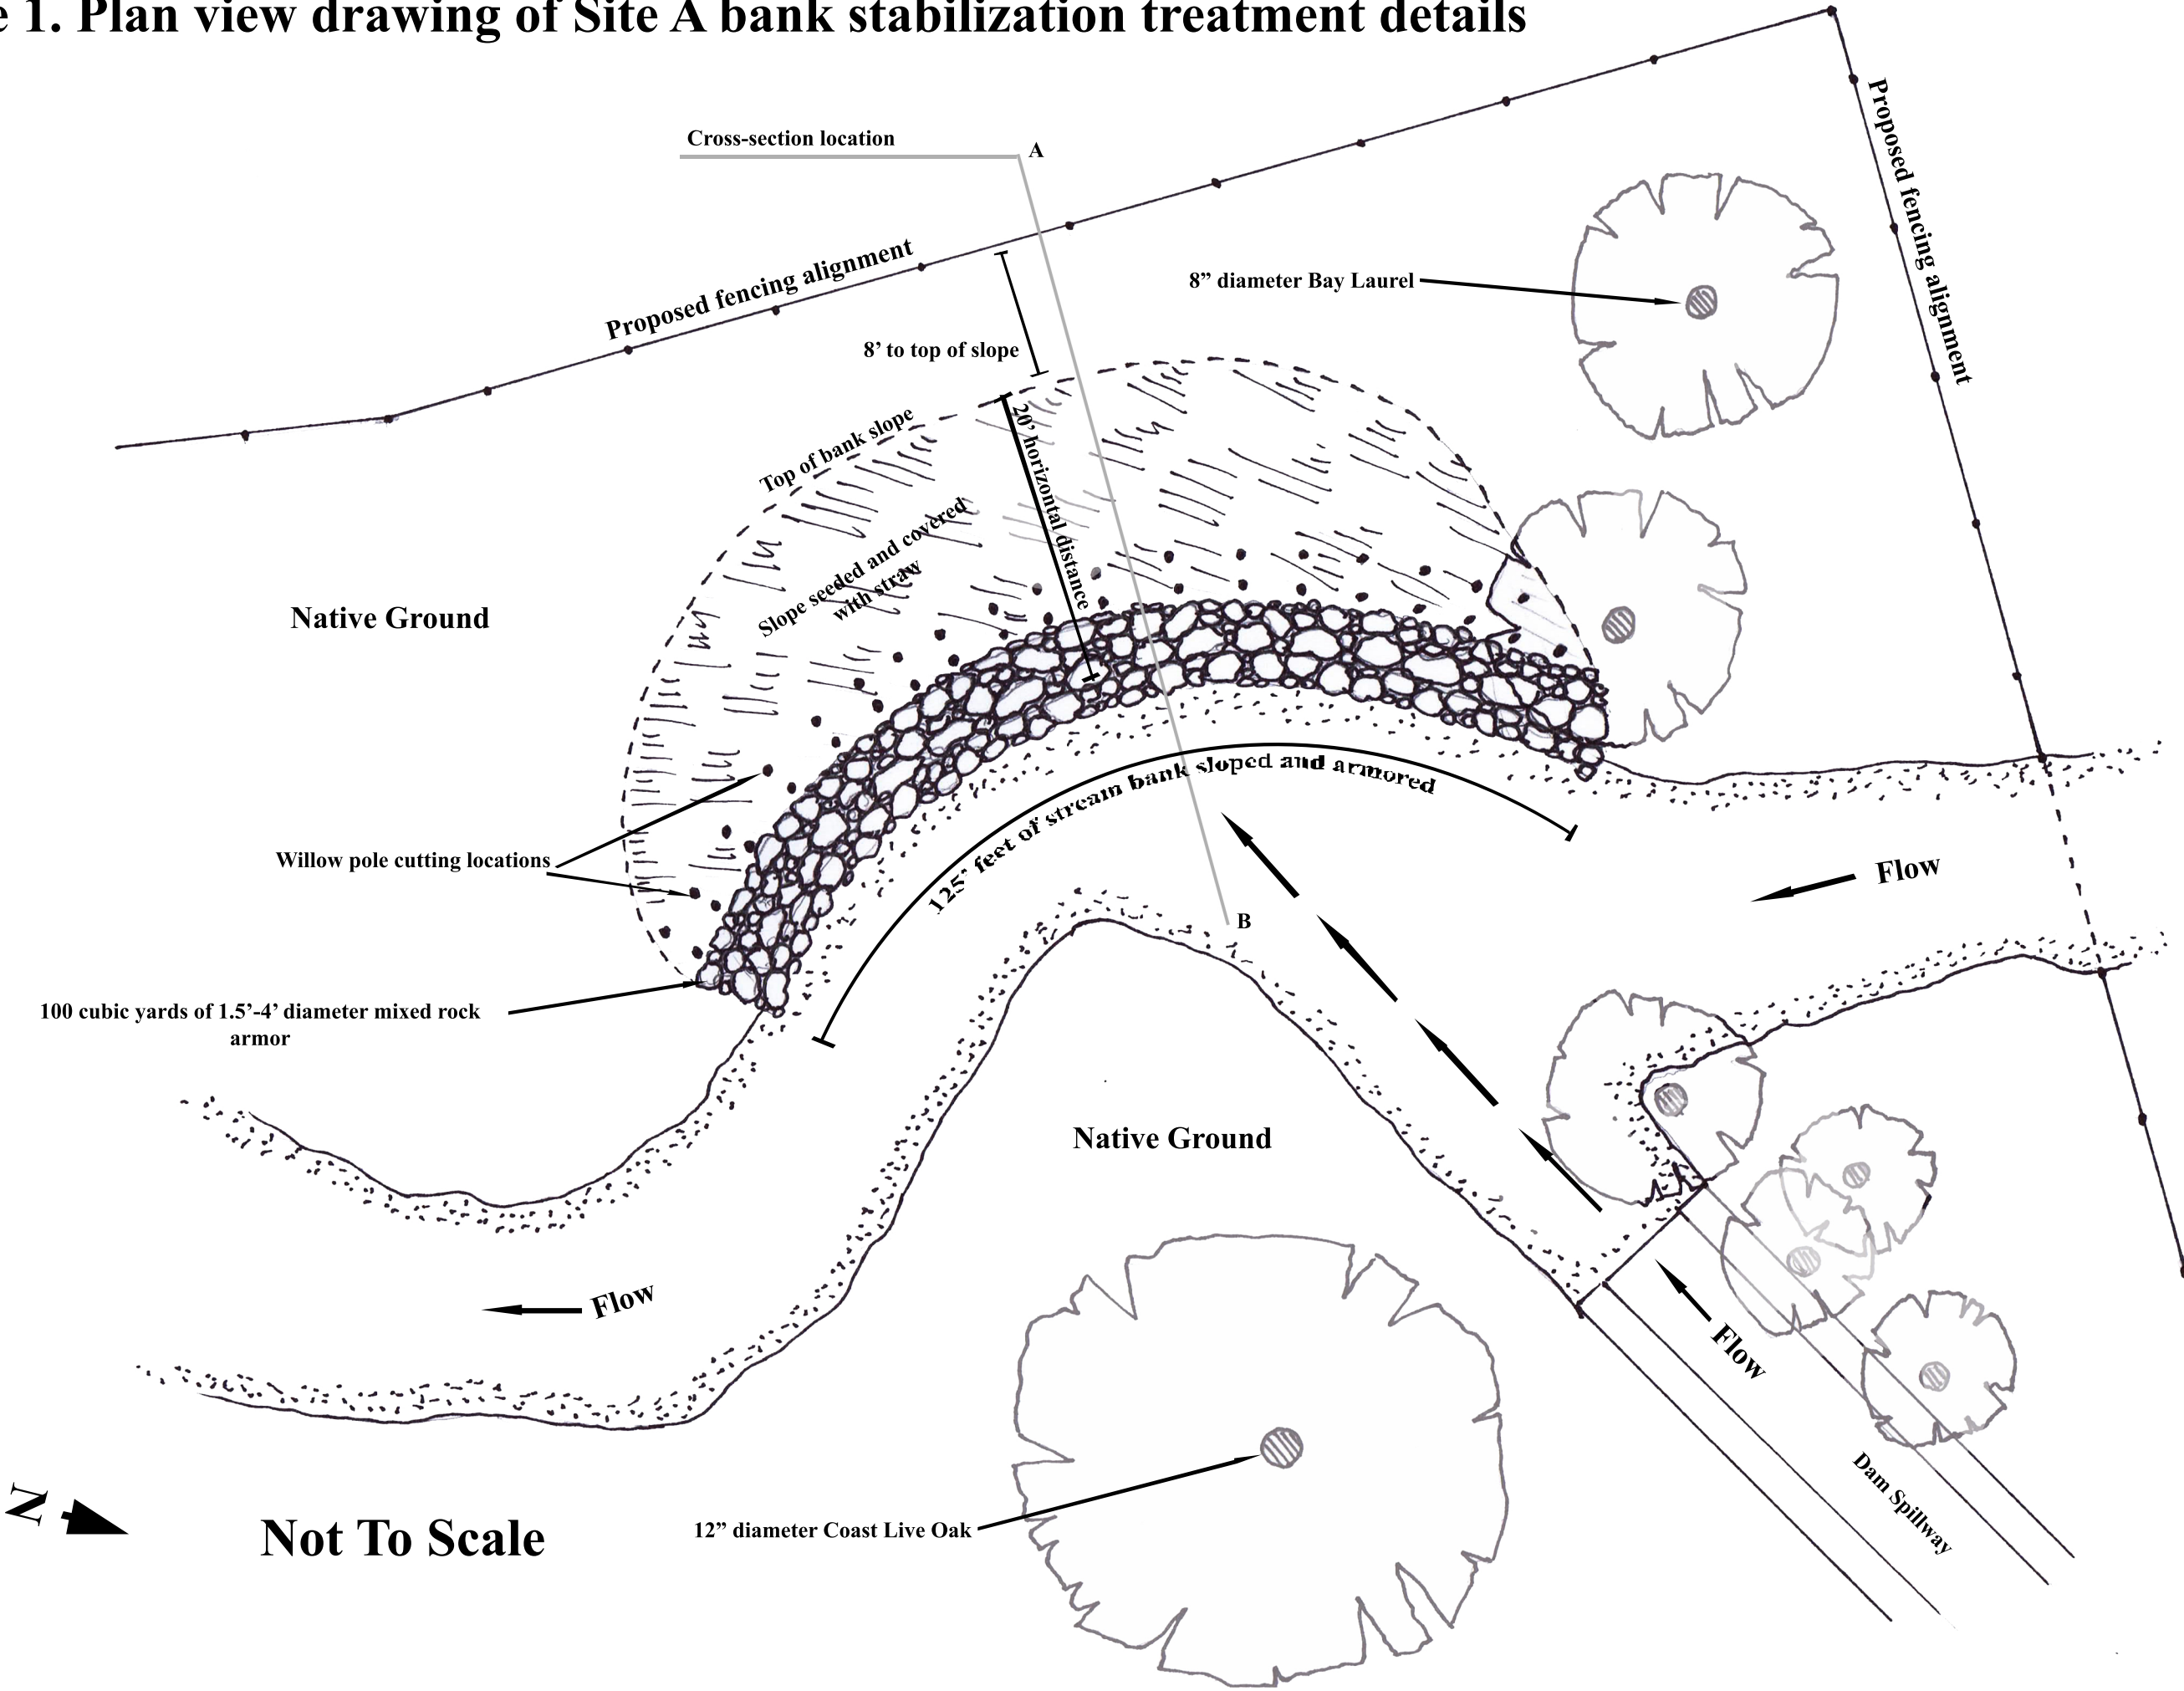 e 1. Plan view drawing of Site A bank stabilization treatment details
Cross-section location
A
Proposed fencing alignment
Proposed fencing alignment
8” diameter Bay Laurel
8’ to top of slope
Top of bank slope
20’ horizontal distance
Slope seeded and covered
with straw
Native Ground
125’ feet of stream bank sloped and armored
Willow pole cutting locations
Flow
B
100 cubic yards of 1.5’-4’ diameter mixed rock
armor
Native Ground
Flow
Flow
Dam Spillway
N
Not To Scale
12” diameter Coast Live Oak